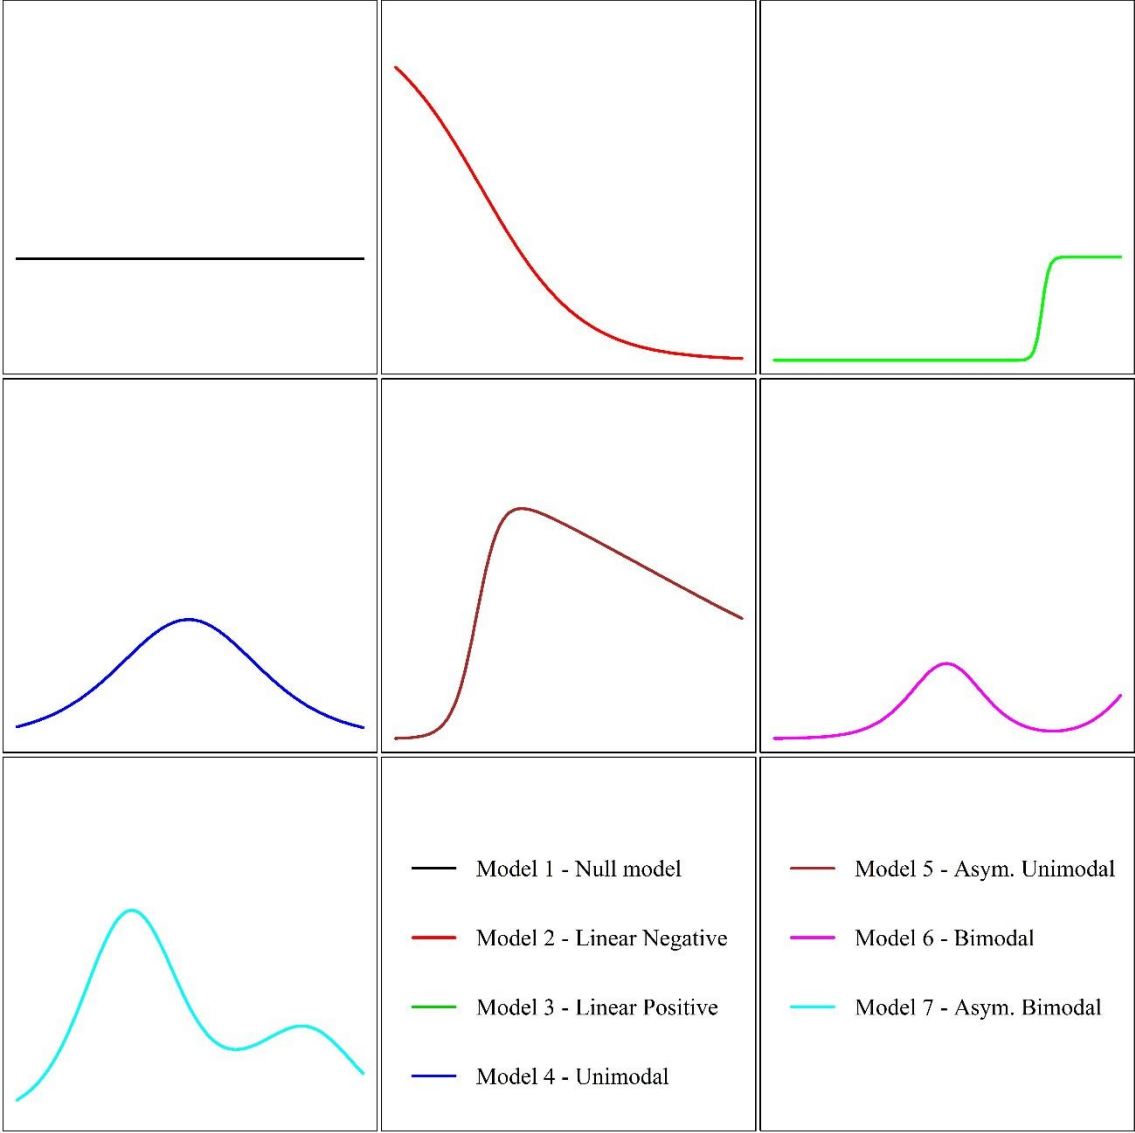 Model 1 - Null model
Model 2 - Linear Negative
Model 3 - Linear Positive
Model 4 - Unimodal
Model 5 - Asym. Unimodal
Model 6 - Bimodal
Model 7 - Asym. Bimodal